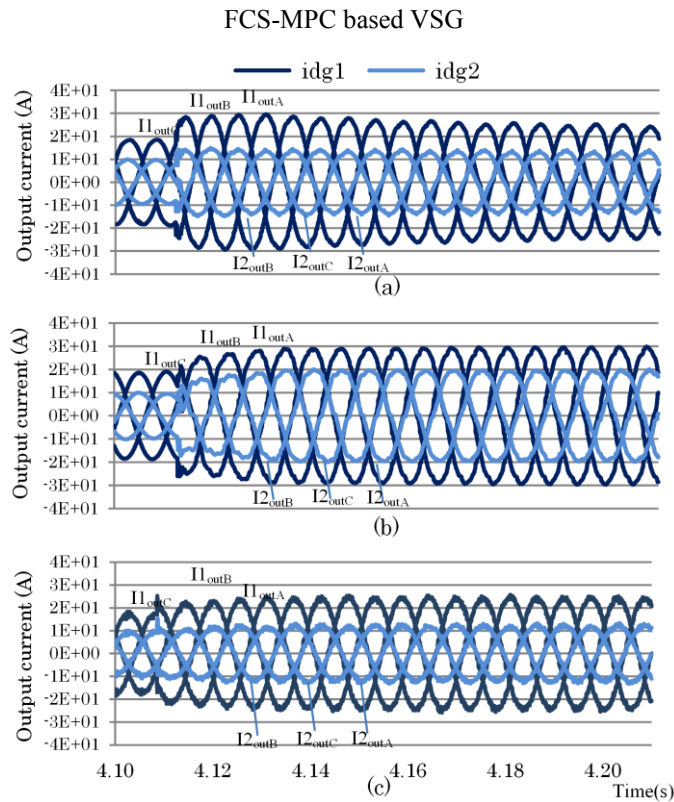 FCS-MPC based VSG
idg1 idg2
Output current (A)
4E+01
3E+01
2E+01
1E+01
0E+00
-1E+01
-2E+01
-3E+01
-4E+01
I1outC
I1outB
I1outA
I2outB
I2outC
I2outA
(a)
Output current (A)
4E+01
3E+01
2E+01
1E+01
0E+00
-1E+01
-2E+01
-3E+01
-4E+01
I1outC
I1outB
I1outA
I2outB
I2outC
I2outA
(b)
Output current (A)
4E+01
3E+01
2E+01
1E+01
0E+00
-1E+01
-2E+01
-3E+01
-4E+01
I1outC
I1outB
I1outA
I2outB
I2outC
I2outA
4.10 4.12 4.14 4.16 4.18 4.20
(c)
Time(s)